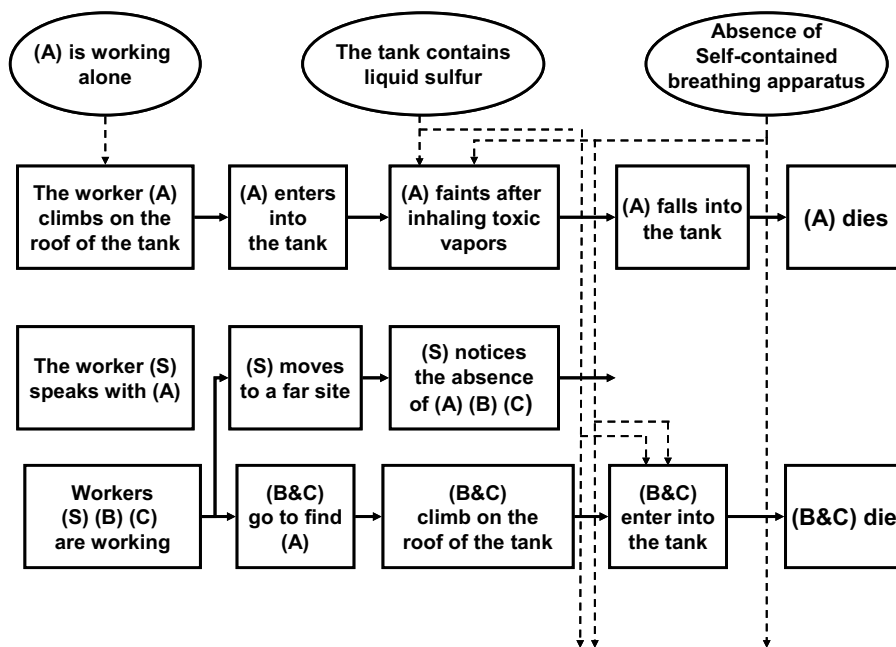 (A) is working
alone
The tank contains
liquid sulfur
Absence of
Self-contained
breathing apparatus
The worker (A)
climbs on the
roof of the tank
(A) enters
into
the tank
(A) faints after
inhaling toxic
vapors
(A) falls into
the tank
(A) dies
The worker (S)
speaks with (A)
(S) moves
to a far site
(S) notices
the absence
of (A) (B) (C)
Workers
(S) (B) (C)
are working
(B&C)
go to find
(A)
(B&C)
climb on the
roof of the tank
(B&C)
enter into
the tank
(B&C) die